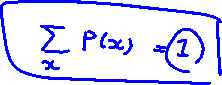 ∑ P(x) = 1
x